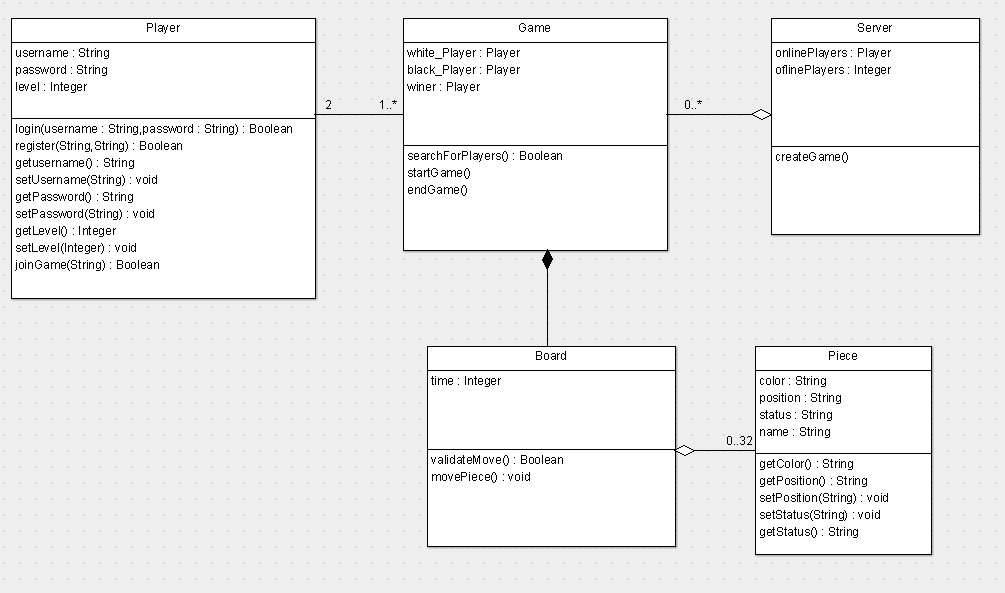 Player
username : String
password : String
level : Integer
login(username : String,password : String) : Boolean
register(String,String) : Boolean
getusername() : String
setUsername(String) : void
getPassword() : String
setPassword(String) : void
getLevel() : Integer
setLevel(Integer) : void
joinGame(String) : Boolean
2
1..*
Game
white_Player : Player
black_Player : Player
winer : Player
searchForPlayers() : Boolean
startGame()
endGame()
0..*
Server
onlinePlayers : Player
oflinePlayers : Integer
createGame()
Board
time : Integer
validateMove() : Boolean
movePiece() : void
0..32
Piece
color : String
position : String
status : String
name : String
getColor() : String
getPosition() : String
setPosition(String) : void
setStatus(String) : void
getStatus() : String